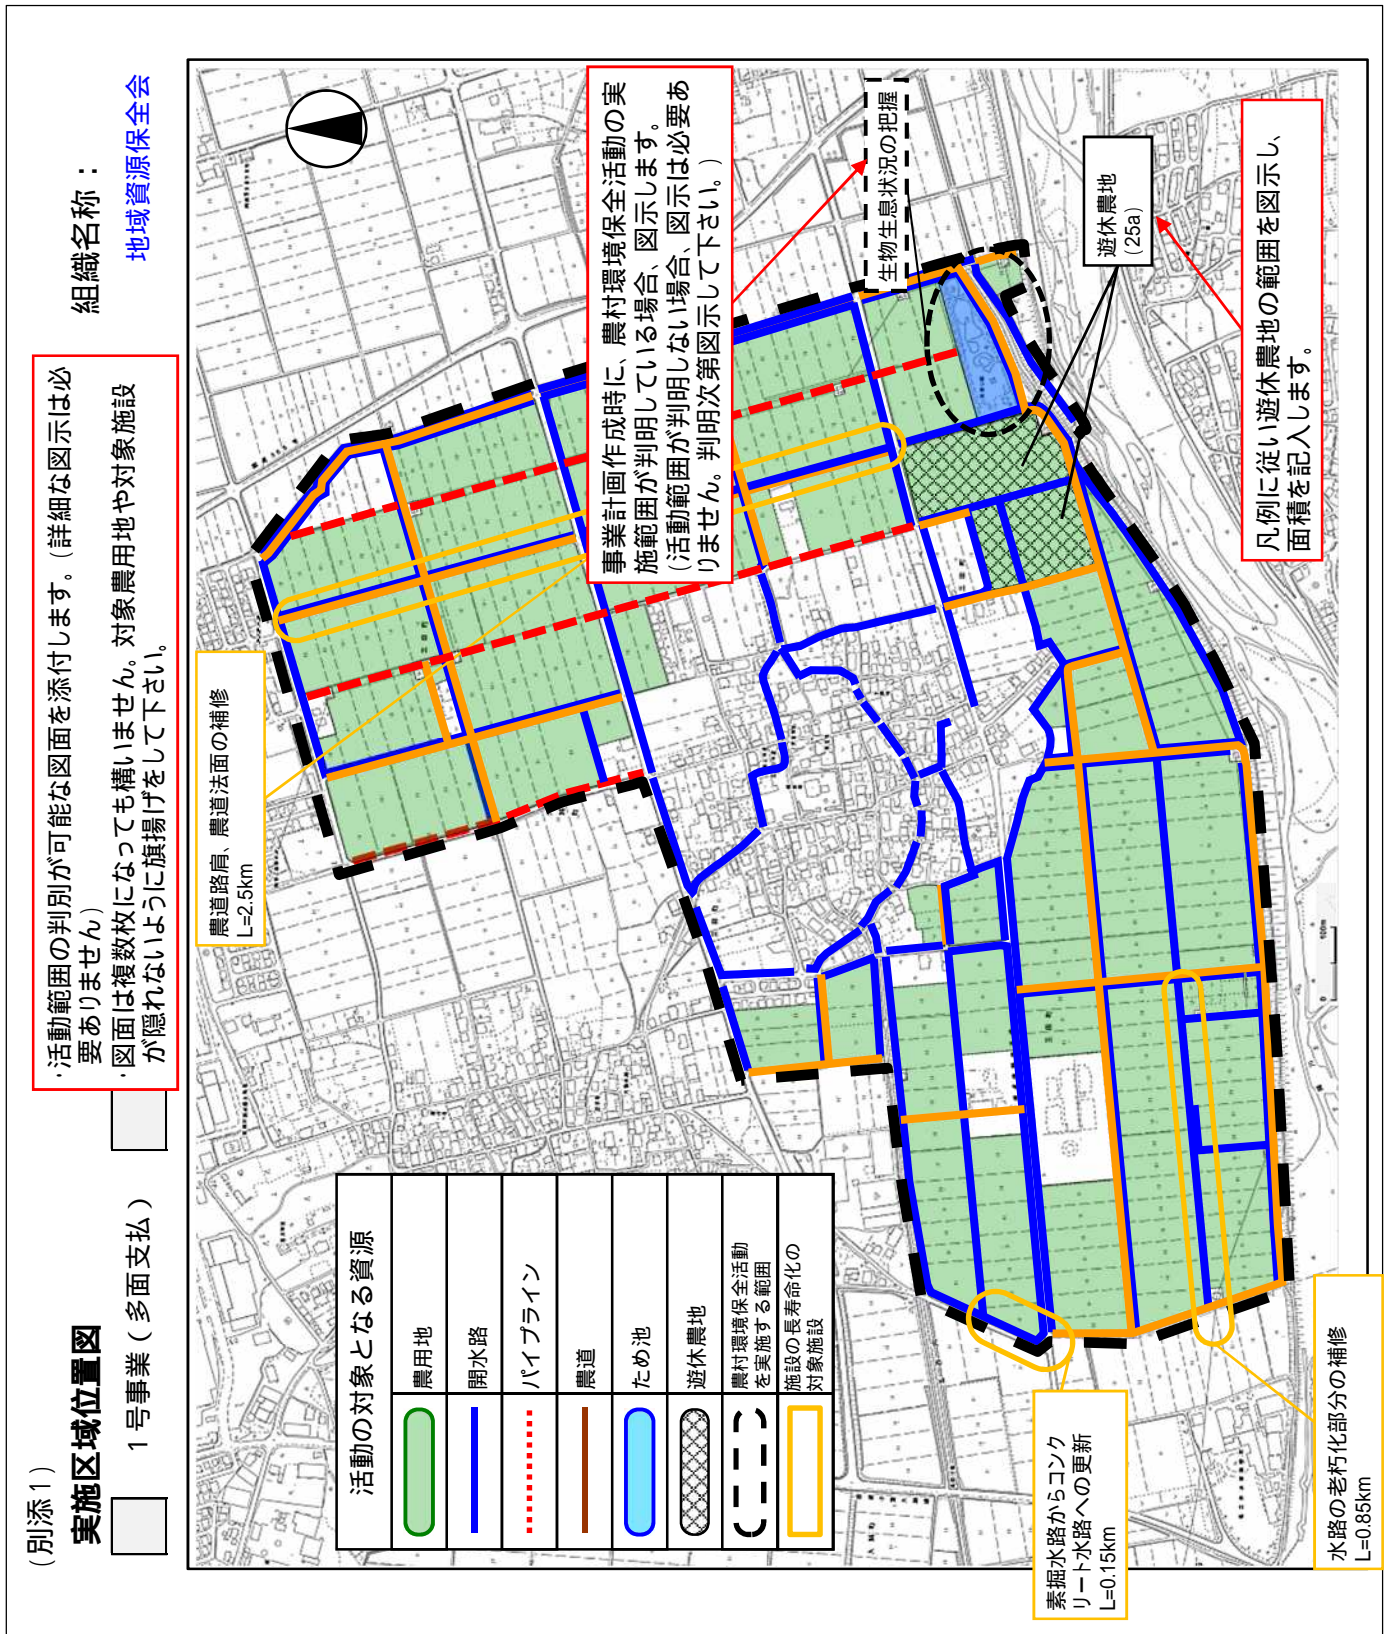 (別添1)
実施区域位置図
1号事業(多面支払)
組織名称:
地域資源保全会
・活動範囲の判別が可能な図面を添付します。(詳細な図示は必
要ありません)
・図面は複数枚になっても構いません。対象農用地や対象施設
が隠れないように旗揚げをして下さい。
農道路肩、農道法面の補修
L=2.5km
事業計画作成時に、農村環境保全活動の実
施範囲が判明している場合、図示します。
(活動範囲が判明しない場合、図示は必要あ
りません。判明次第図示して下さい。)
生物生息状況の把握
遊休農地
(25a)
凡例に従い遊休農地の範囲を図示し、
面積を記入します。
活動の対象となる資源
農用地
開水路
パイプライン
農道
ため池
遊休農地
農村環境保全活動
を実施する範囲
施設の長寿命化の
対象施設
素掘水路からコンク
リート水路への更新
L=0.15km
水路の老朽化部分の補修
L=0.85km
0 100m